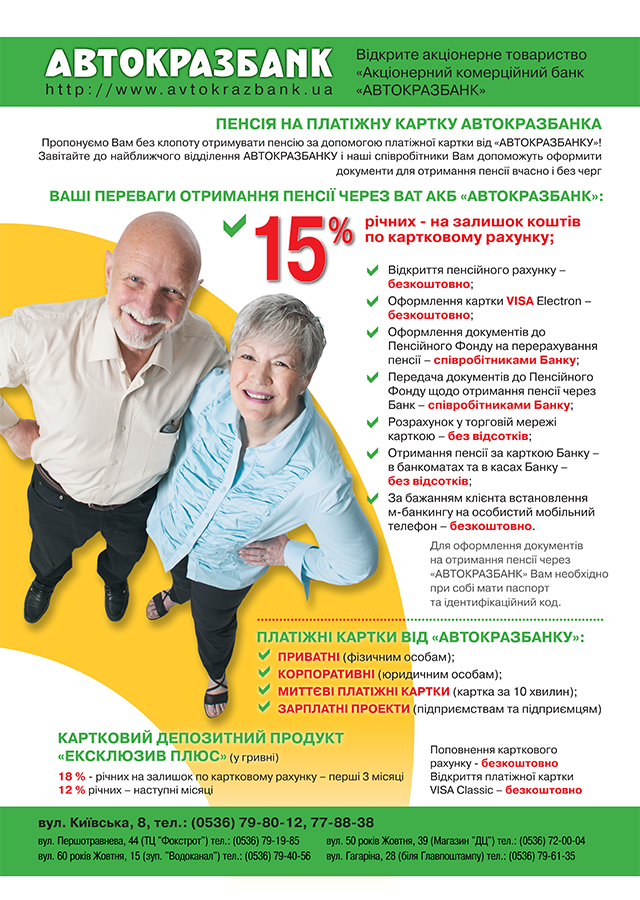 АВТОКРАЗБАНК
http://www.avtokrazbank.ua
Відкрите акціонерне товариство
«Акціонерний комерційний банк
«АВТОКРАЗБАНК»
ПЕНСІЯ НА ПЛАТІЖНУ КАРТКУ АВТОКРАЗБАНКА
Пропонуємо Вам без клопоту отримувати пенсію за допомогою платіжної картки від «АВТОКРАЗБАНКУ»!
Завітайте до найближчого відділення АВТОКРАЗБАНКУ і наші співробітники Вам допоможуть оформити
документи для отримання пенсії вчасно і без черг
ВАШІ ПЕРЕВАГИ ОТРИМАННЯ ПЕНСІЇ ЧЕРЕЗ ВАТ АКБ «АВТОКРАЗБАНК»:
15% річних - на залишок коштів
по картковому рахунку;
Відкриття пенсійного рахунку –
безкоштовно;
Оформлення картки VISA Electron –
безкоштовно;
Оформлення документів до
Пенсійного Фонду на перерахування
пенсії – співробітниками Банку;
Передача документів до Пенсійного
Фонду щодо отримання пенсії через
Банк – співробітниками Банку;
Розрахунок у торговій мережі
карткою – без відсотків;
Отримання пенсії за карткою Банку –
в банкоматах та в касах Банку –
без відсотків;
За бажанням клієнта встановлення
м-банкингу на особистий мобільний
телефон – безкоштовно.
Для оформлення документів
на отримання пенсії через
«АВТОКРАЗБАНК» Вам необхідно
при собі мати паспорт
та ідентифікаційний код.
ПЛАТІЖНІ КАРТКИ ВІД «АВТОКРАЗБАНКУ»:
ПРИВАТНІ (фізичним особам);
КОРПОРАТИВНІ (юридичним особам);
МИТТЄВІ ПЛАТІЖНІ КАРТКИ (картка за 10 хвилин);
ЗАРПЛАТНІ ПРОЕКТИ (підприємствам та підприємцям)
КАРТКОВИЙ ДЕПОЗИТНИЙ ПРОДУКТ
«ЕКСКЛЮЗИВ ПЛЮС» (у гривні)
18 % - річних на залишок по картковому рахунку – перші 3 місяці
12 % річних – наступні місяці
Поповнення карткового
рахунку - безкоштовно
Відкриття платіжної картки
VISA Classic – безкоштовно
вул. Київська, 8, тел.: (0536) 79-80-12, 77-88-38
вул. Першотравнева, 44 (ТЦ "Фокстрот") тел.: (0536) 79-19-85
вул. 60 років Жовтня, 15 (зуп. "Водоканал") тел.: (0536) 79-40-56
вул. 50 років Жовтня, 39 (Магазин "ДЦ") тел.: (0536) 72-00-04
вул. Гагаріна, 28 (біля Главпоштампу) тел.: (0536) 79-61-35